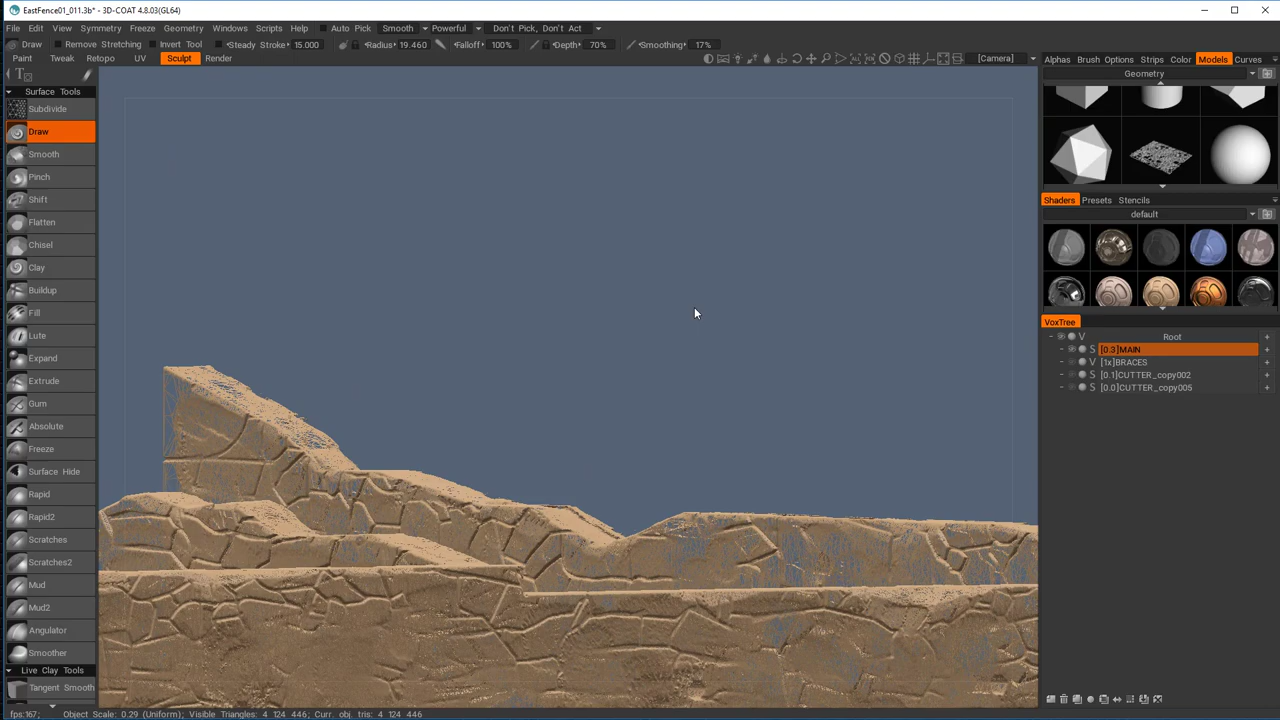 EastFence01_011.3b* - 3D-COAT 4.8.03(GL64)
File Edit View Symmetry Freeze Geometry Windows Scripts Help Auto Pick Smooth Powerful Don't Pick, Don't Act
Draw Remove Stretching Invert Tool Steady Stroke 15.000 Radius 19.460 Falloff 100% Depth 70% Smoothing 17%
Paint Tweak Retopo UV Sculpt Render [Camera] Alphas Brush Options Strips Color Models Curves
Geometry
Surface Tools
Subdivide
Draw
Smooth
Pinch
Shift
Flatten
Chisel
Clay
Buildup
Fill
Lute
Expand
Extrude
Gum
Absolute
Freeze
Surface Hide
Rapid
Rapid2
Scratches
Scratches2
Mud
Mud2
Angulator
Smoother
Live Clay Tools
Tangent Smooth
Shaders Presets Stencils
default
VoxTree
V Root
S [0.3]MAIN
V [1x]BRACES
S [0.1]CUTTER_copy002
S [0.0]CUTTER_copy005
fps:167; Object Scale: 0.29 (Uniform); Visible Triangles: 4 124 446; Curr. obj. tris: 4 124 446